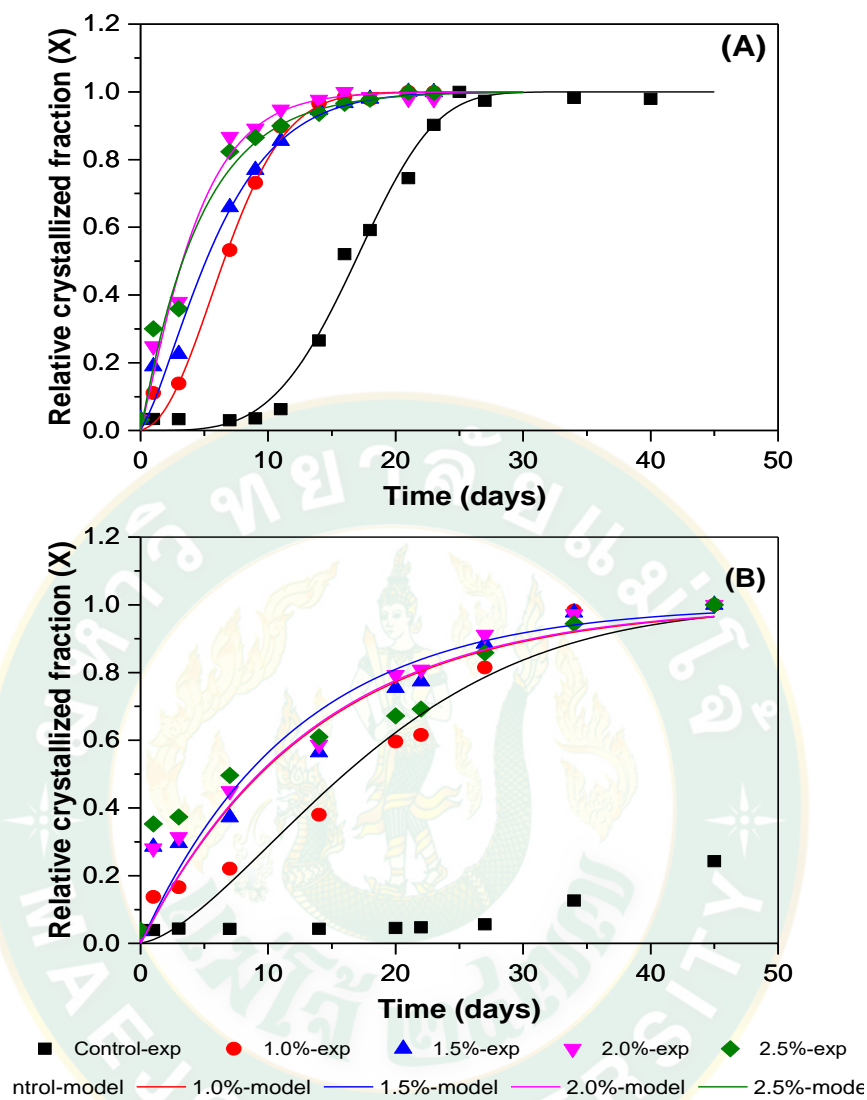 (A)
Relative crystallized fraction (X)
1.2
1.0
0.8
0.6
0.4
0.2
0.0
0 10 20 30 40 50
Time (days)
(B)
Relative crystallized fraction (X)
1.2
1.0
0.8
0.6
0.4
0.2
0.0
0 10 20 30 40 50
Time (days)
Control-exp 1.0%-exp 1.5%-exp 2.0%-exp 2.5%-exp
ntrol-model 1.0%-model 1.5%-model 2.0%-model 2.5%-mode